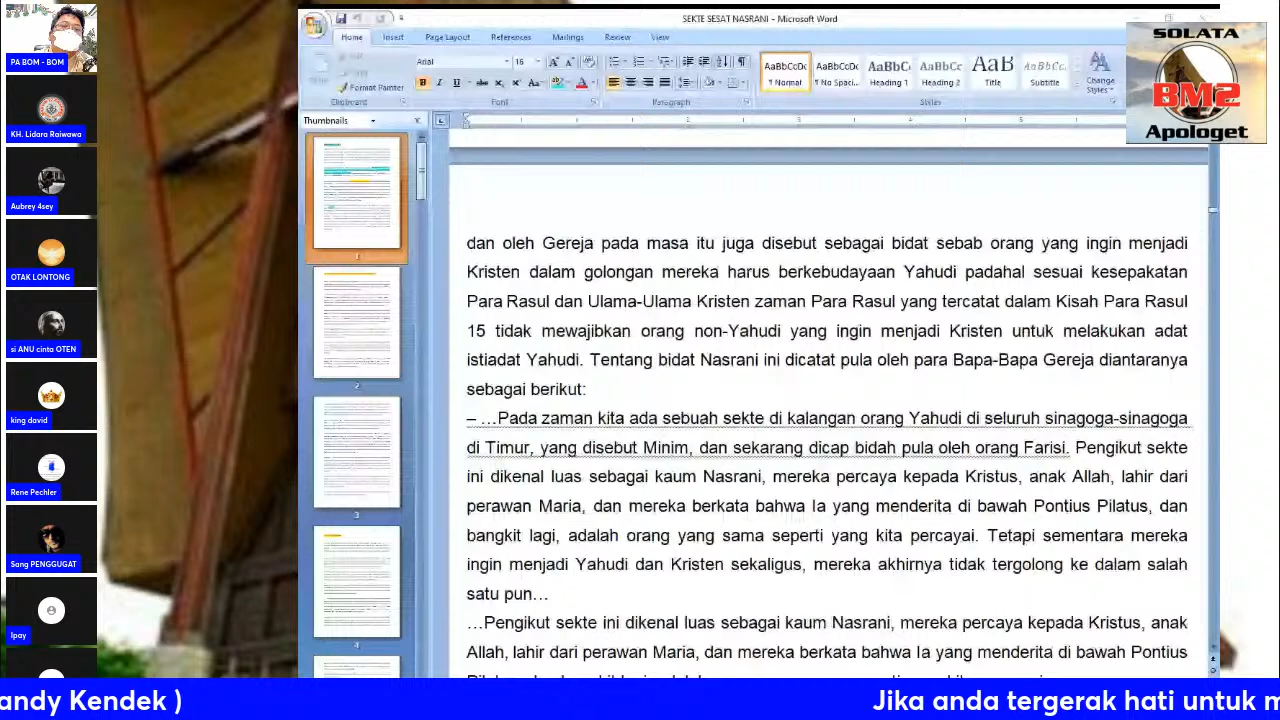 PA BOM - BOM
KH. Lidara Raiwawa
Aubrey 4sey
OTAK LONTONG
si ANU cinta OTEN
king david
Rene Pechler
Sang PENGGUGAT
Ipay
SEKTE SESAT NASRANI - Microsoft Word
Home Insert Page Layout References Mailings Review View
Arial 16
Format Painter
Clipboard Font Paragraph Styles
AaBbCcDc AaBbCcDc AaBbC AaBbCc AaB AaBbCc
¶ Normal ¶ No Spaci... Heading 1 Heading 2 Title Subtitle
Change Styles
Thumbnails
1
2
3
4
SOLATA
BM2
Apologet
dan oleh Gereja pada masa itu juga disebut sebagai bidat sebab orang yang ingin menjadi
Kristen dalam golongan mereka harus berkebudayaan Yahudi padahal sesuai kesepakatan
Para Rasul dan Ulama-Ulama Kristen zaman Para Rasul yang tercatat dalam Kisah Para Rasul
15 tidak mewajibkan orang non-Yahudi yang ingin menjadi Kristen untuk melakukan adat
istiadat Yahudi. Tentang bidat Nasrani ini dicatat pula oleh para Bapa-Bapa Gereja diantaranya
sebagai berikut:
– … Pada zaman kita ada sebuah sekte di kalangan orang Yahudi di seluruh sinagoga-sinagoga
di Timur, yang disebut Minim, dan sekarang dicap bidah pula oleh orang Farisi. Pengikut sekte
ini dikenal luas sebagai kaum Nasrani, mereka percaya kepada Kristus, anak Allah, lahir dari
perawan Maria, dan mereka berkata bahwa Ia yang menderita di bawah Pontius Pilatus, dan
bangkit lagi, adalah orang yang sama seperti yang kita percayai. Tetapi sementara mereka
ingin menjadi Yahudi dan Kristen sekaligus, mereka akhirnya tidak tergolong ke dalam salah
satu pun…
…Pengikut sekte ini dikenal luas sebagai kaum Nasrani, mereka percaya kepada Kristus, anak
Allah, lahir dari perawan Maria, dan mereka berkata bahwa Ia yang menderita di bawah Pontius
andy Kendek ) Jika anda tergerak hati untuk m